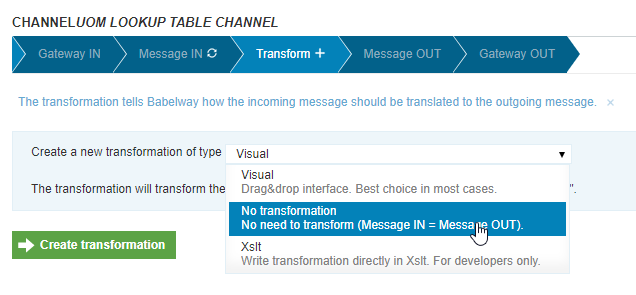 CHANNELUOM LOOKUP TABLE CHANNEL
Gateway IN
Message IN
Transform +
Message OUT
Gateway OUT
The transformation tells Babelway how the incoming message should be translated to the outgoing message. ×
Create a new transformation of type Visual
Visual
Drag&drop interface. Best choice in most cases.
The transformation will transform the ".
No transformation
No need to transform (Message IN = Message OUT).
Xslt
Write transformation directly in Xslt. For developers only.
Create transformation